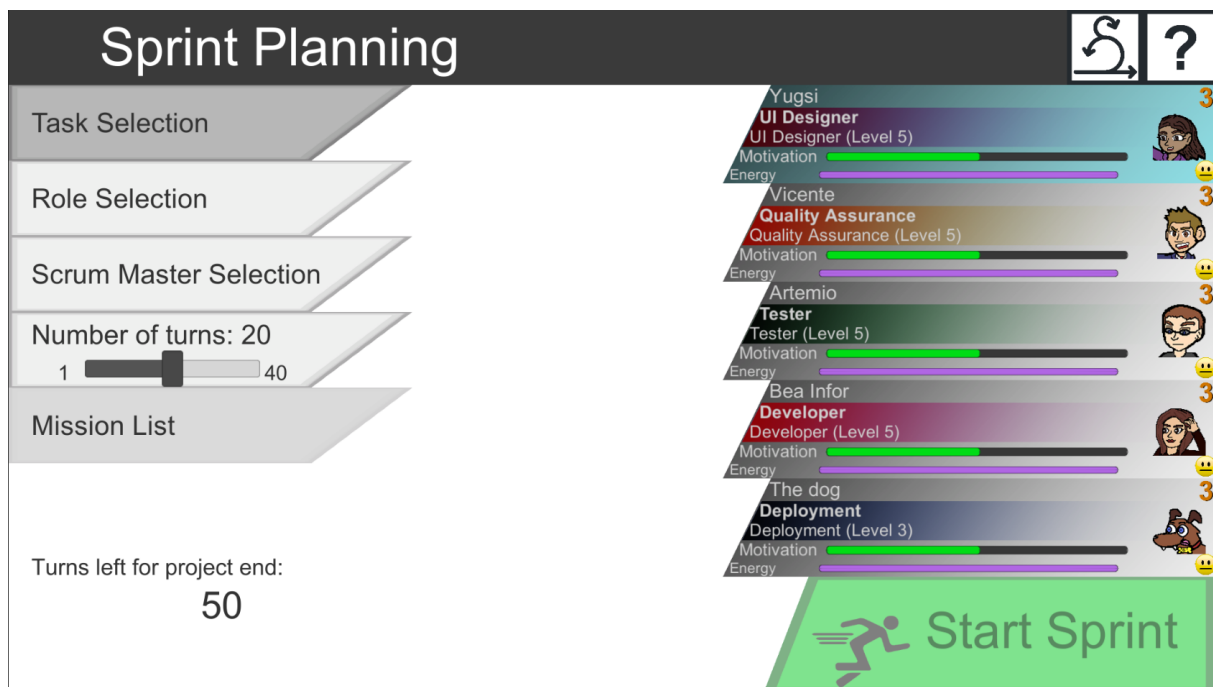 Sprint Planning
?
Task Selection
Role Selection
Scrum Master Selection
Number of turns: 20
1 40
Mission List
Turns left for project end:
50
Yugsi 3
UI Designer
UI Designer (Level 5)
Motivation
Energy
Vicente 3
Quality Assurance
Quality Assurance (Level 5)
Motivation
Energy
Artemio 3
Tester
Tester (Level 5)
Motivation
Energy
Bea Infor 3
Developer
Developer (Level 5)
Motivation
Energy
The dog 3
Deployment
Deployment (Level 3)
Motivation
Energy
Start Sprint